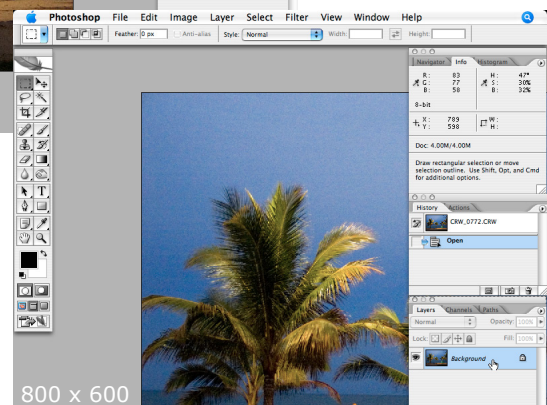 Photoshop File Edit Image Layer Select Filter View Window Help
Feather: 0 px Anti-alias Style: Normal Width: Height:
Navigator Info Histogram
R: 83 H: 47°
G: 77 S: 30%
B: 58 B: 32%
8-bit
X: 789 W:
Y: 598 H:
Doc: 4.00M/4.00M
Draw rectangular selection or move
selection outline. Use Shift, Opt, and Cmd
for additional options.
History Actions
CRW_0772.CRW
Open
Layers Channels Paths
Normal Opacity: 100%
Lock: Fill: 100%
Background
T
800 x 600